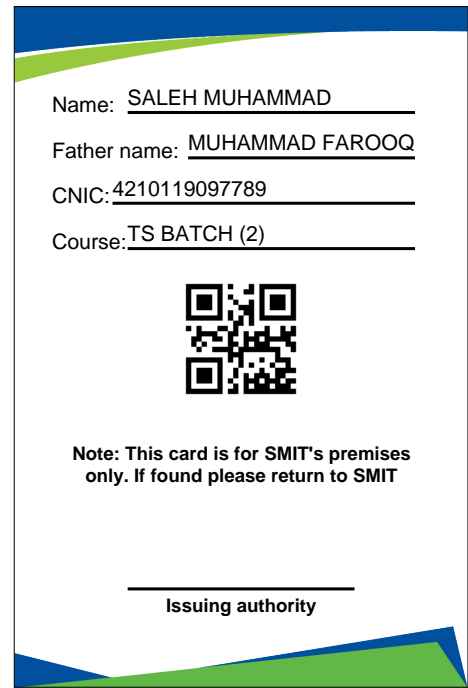 Name: SALEH MUHAMMAD
Father name: MUHAMMAD FAROOQ
CNIC: 4210119097789
Course: TS BATCH (2)
Note: This card is for SMIT's premises
only. If found please return to SMIT
Issuing authority